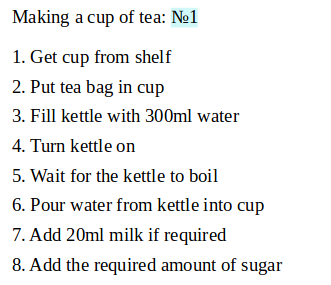 Making a cup of tea: №1
1. Get cup from shelf
2. Put tea bag in cup
3. Fill kettle with 300ml water
4. Turn kettle on
5. Wait for the kettle to boil
6. Pour water from kettle into cup
7. Add 20ml milk if required
8. Add the required amount of sugar